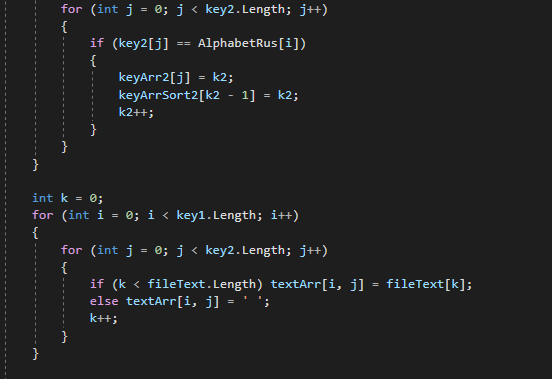 for (int j = 0; j < key2.Length; j++)
{
if (key2[j] == AlphabetRus[i])
{
keyArr2[j] = k2;
keyArrSort2[k2 - 1] = k2;
k2++;
}
}
}
int k = 0;
for (int i = 0; i < key1.Length; i++)
{
for (int j = 0; j < key2.Length; j++)
{
if (k < fileText.Length) textArr[i, j] = fileText[k];
else textArr[i, j] = ' ';
k++;
}
}